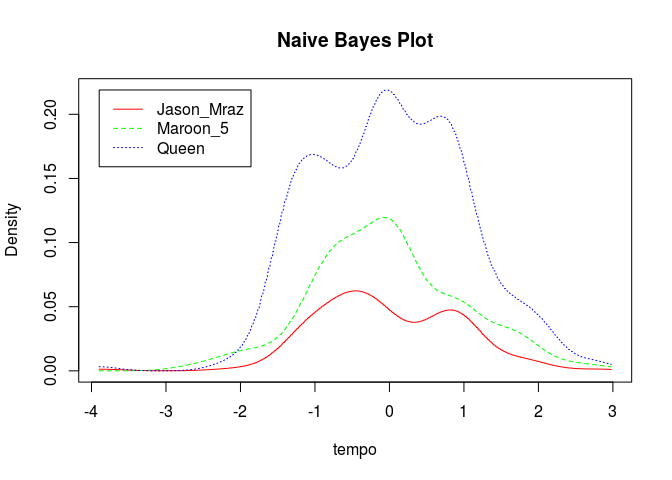 Naive Bayes Plot
Jason_Mraz
Maroon_5
Queen
Density
0.00 0.05 0.10 0.15 0.20
-4 -3 -2 -1 0 1 2 3
tempo